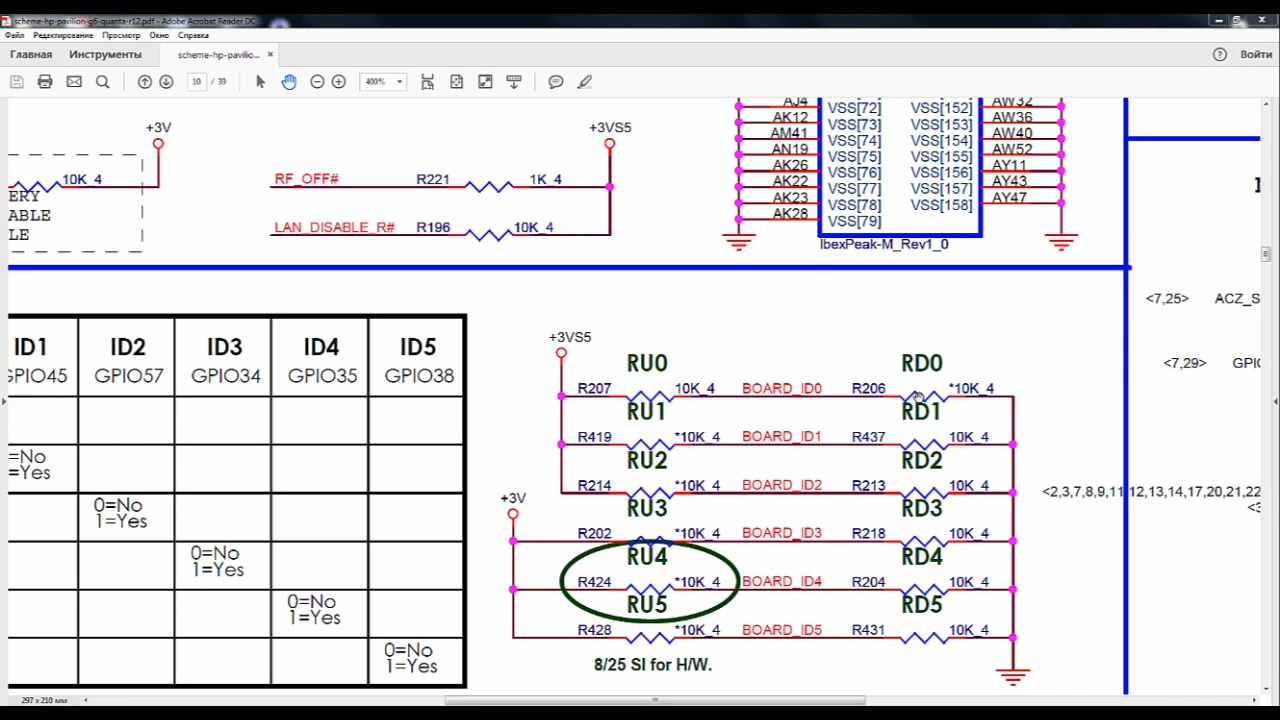 scheme-hp-pavilion-g6-quanta-r12.pdf - Adobe Acrobat Reader DC
Файл Редактирование Просмотр Окно Справка
Главная Инструменты scheme-hp-pavilio... × Войти
10 / 39 400%
+3V
10K_4
ERY
ABLE
LE
+3VS5
RF_OFF# R221 1K_4
LAN_DISABLE_R# R196 10K_4
AJ4 VSS[72] VSS[152] AW32
AK12 VSS[73] VSS[153] AW36
AM41 VSS[74] VSS[154] AW40
AN19 VSS[75] VSS[155] AW52
AK26 VSS[76] VSS[156] AY11
AK22 VSS[77] VSS[157] AY43
AK23 VSS[78] VSS[158] AY47
AK28 VSS[79]
IbexPeak-M_Rev1_0
ID1 ID2 ID3 ID4 ID5
GPIO45 GPIO57 GPIO34 GPIO35 GPIO38
=No
=Yes
0=No
1=Yes
0=No
1=Yes
0=No
1=Yes
0=No
1=Yes
+3VS5
RU0 RD0
R207 10K_4 BOARD_ID0 R206 *10K_4
RU1 RD1
R419 *10K_4 BOARD_ID1 R437 10K_4
RU2 RD2
R214 *10K_4 BOARD_ID2 R213 10K_4
+3V
RU3 RD3
R202 *10K_4 BOARD_ID3 R218 10K_4
RU4 RD4
R424 *10K_4 BOARD_ID4 R204 10K_4
RU5 RD5
R428 *10K_4 BOARD_ID5 R431 10K_4
8/25 SI for H/W.
<7,25> ACZ_S
<7,29> GPI
<2,3,7,8,9,11,12,13,14,17,20,21,22
297 x 210 мм